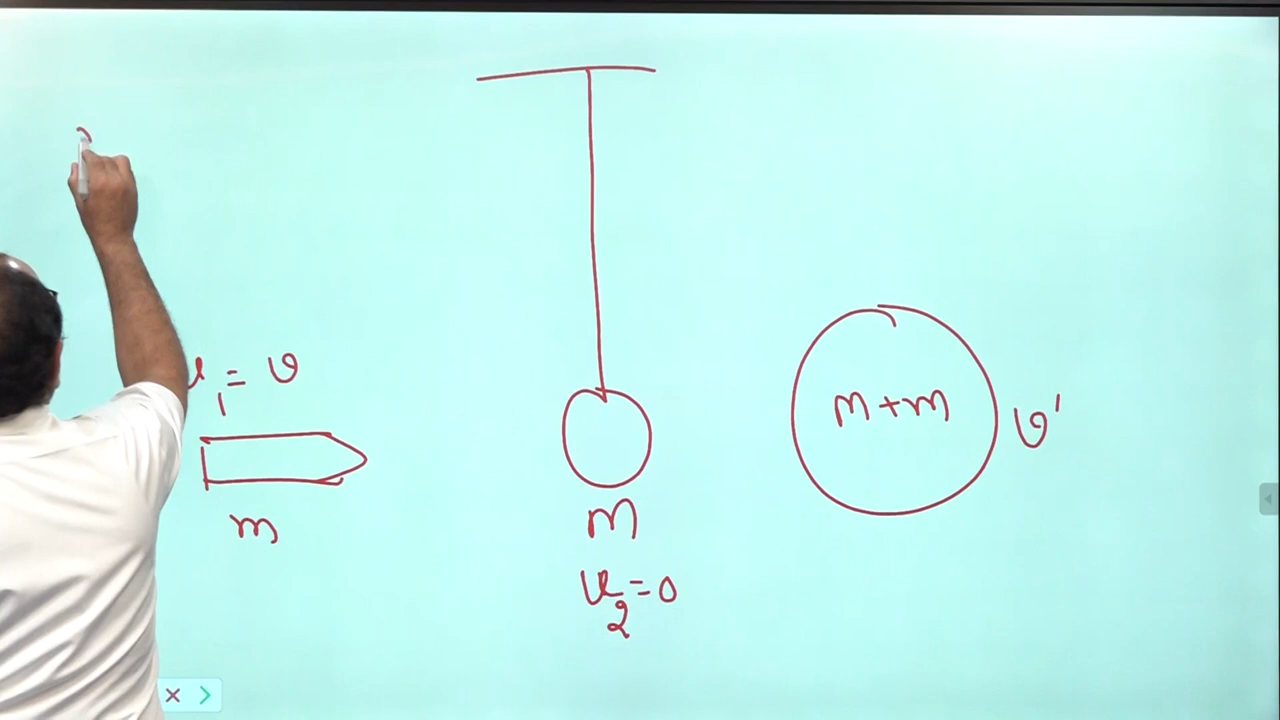 u₁ = v
m
M
u₂ = 0
m + M
v'